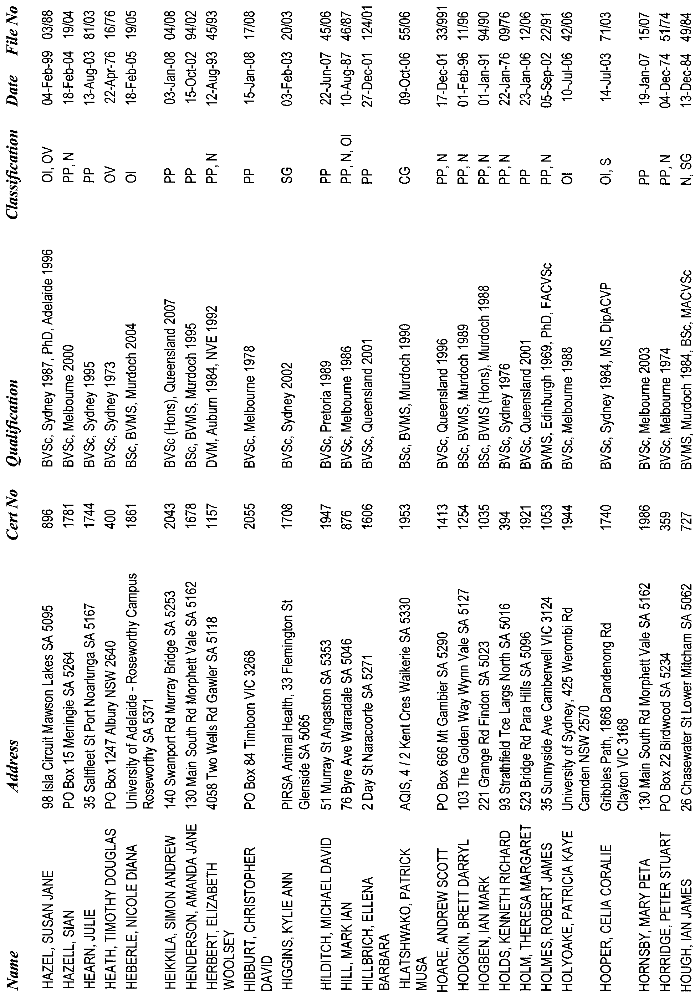 Name Address Cert No Qualification Classification Date File No
HAZEL, SUSAN JANE 98 Isla Circuit Mawson Lakes SA 5095 896 BVSc, Sydney 1987, PhD, Adelaide 1996 OI, OV 04-Feb-99 03/88
HAZELL, SIAN PO Box 15 Meningie SA 5264 1781 BVSc, Melbourne 2000 PP, N 18-Feb-04 19/04
HEARN, JULIE 35 Saltfleet St Port Noarlunga SA 5167 1744 BVSc, Sydney 1995 PP 13-Aug-03 81/03
HEATH, TIMOTHY DOUGLAS PO Box 1247 Albury NSW 2640 400 BVSc, Sydney 1973 OV 22-Apr-76 16/76
HEBERLE, NICOLE DIANA University of Adelaide - Roseworthy Campus 1861 BSc, BVMS, Murdoch 2004 OI 18-Feb-05 19/05
Roseworthy SA 5371
HEIKKILA, SIMON ANDREW 140 Swanport Rd Murray Bridge SA 5253 2043 BVSc (Hons), Queensland 2007 PP 03-Jan-08 04/08
HENDERSON, AMANDA JANE 130 Main South Rd Morphett Vale SA 5162 1678 BSc, BVMS, Murdoch 1995 PP 15-Oct-02 94/02
HERBERT, ELIZABETH 4058 Two Wells Rd Gawler SA 5118 1157 DVM, Auburn 1984, NVE 1992 PP, N 12-Aug-93 45/93
WOOLSEY
HIBBURT, CHRISTOPHER PO Box 84 Timboon VIC 3268 2055 BVSc, Melbourne 1978 PP 15-Jan-08 17/08
DAVID
HIGGINS, KYLIE ANN PIRSA Animal Health, 33 Flemington St 1708 BVSc, Sydney 2002 SG 03-Feb-03 20/03
Glenside SA 5065
HILDITCH, MICHAEL DAVID 51 Murray St Angaston SA 5353 1947 BVSc, Pretoria 1989 PP 22-Jun-07 45/06
HILL, MARK IAN 76 Byre Ave Warradale SA 5046 876 BVSc, Melbourne 1986 PP, N, OI 10-Aug-87 46/87
HILLBRICH, ELLENA 2 Day St Naracoorte SA 5271 1606 BVSc, Queensland 2001 PP 27-Dec-01 124/01
BARBARA
HLATSHWAKO, PATRICK AQIS, 4 / 2 Kent Cres Waikerie SA 5330 1953 BSc, BVMS, Murdoch 1990 CG 09-Oct-06 55/06
MUSA
HOARE, ANDREW SCOTT PO Box 666 Mt Gambier SA 5290 1413 BVSc, Queensland 1996 PP, N 17-Dec-01 33/991
HODGKIN, BRETT DARRYL 103 The Golden Way Wynn Vale SA 5127 1254 BSc, BVMS, Murdoch 1989 PP, N 01-Feb-96 11/96
HOGBEN, IAN MARK 221 Grange Rd Findon SA 5023 1035 BSc, BVMS (Hons), Murdoch 1988 PP, N 01-Jan-91 94/90
HOLDS, KENNETH RICHARD 93 Strathfield Tce Largs North SA 5016 394 BVSc, Sydney 1976 PP, N 22-Jan-76 09/76
HOLM, THERESA MARGARET 523 Bridge Rd Para Hills SA 5096 1921 BVSc, Queensland 2001 PP 23-Jan-06 12/06
HOLMES, ROBERT JAMES 35 Sunnyside Ave Camberwell VIC 3124 1053 BVMS, Edinburgh 1969, PhD, FACVSc PP, N 05-Sep-02 22/91
HOLYOAKE, PATRICIA KAYE University of Sydney, 425 Werombi Rd 1944 BVSc, Melbourne 1988 OI 10-Jul-06 42/06
Camden NSW 2570
HOOPER, CELIA CORALIE Gribbles Path, 1868 Dandenong Rd 1740 BVSc, Sydney 1984, MS, DipACVP OI, S 14-Jul-03 71/03
Clayton VIC 3168
HORNSBY, MARY PETA 130 Main South Rd Morphett Vale SA 5162 1986 BVSc, Melbourne 2003 PP 19-Jan-07 15/07
HORRIDGE, PETER STUART PO Box 22 Birdwood SA 5234 359 BVSc, Melbourne 1974 PP, N 04-Dec-74 51/74
HOUGH, IAN JAMES 26 Chasewater St Lower Mitcham SA 5062 727 BVMS, Murdoch 1984, BSc, MACVSc N, SG 13-Dec-84 49/84